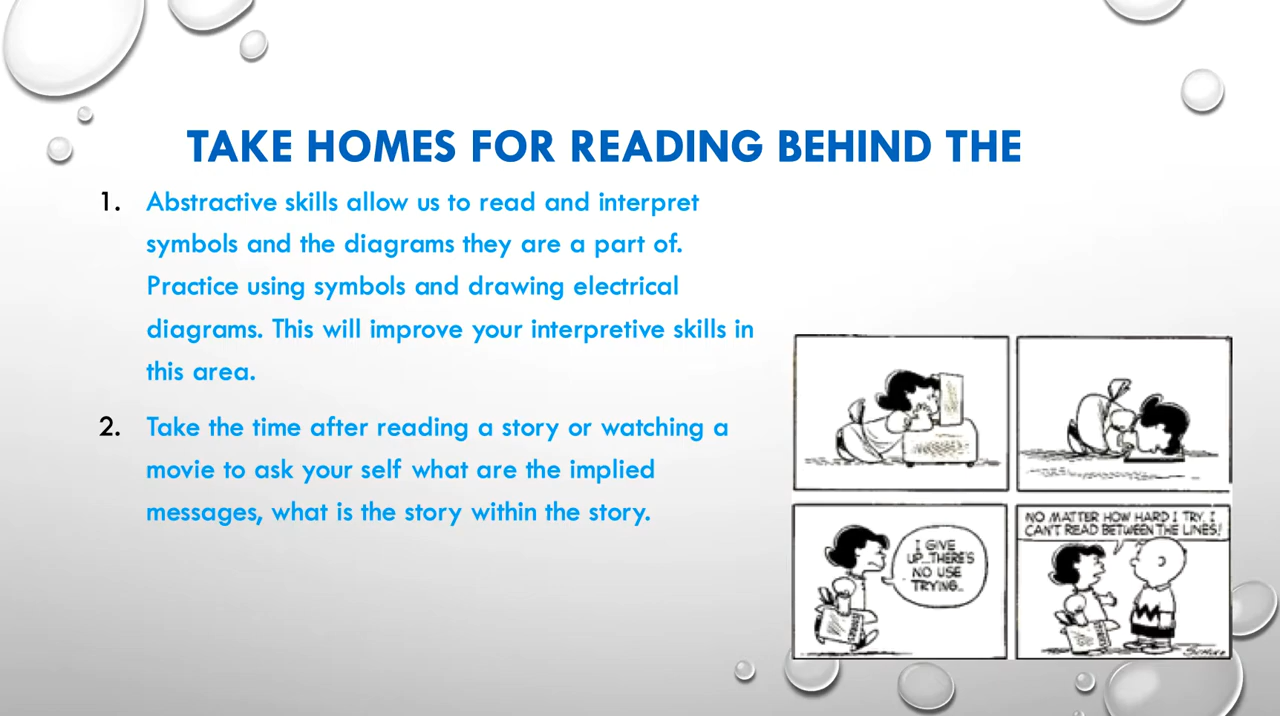 TAKE HOMES FOR READING BEHIND THE
1. Abstractive skills allow us to read and interpret
symbols and the diagrams they are a part of.
Practice using symbols and drawing electrical
diagrams. This will improve your interpretive skills in
this area.
2. Take the time after reading a story or watching a
movie to ask your self what are the implied
messages, what is the story within the story.
I GIVE
UP...THERE'S
NO USE
TRYING..
NO MATTER HOW HARD I TRY, I
CAN'T READ BETWEEN THE LINES!